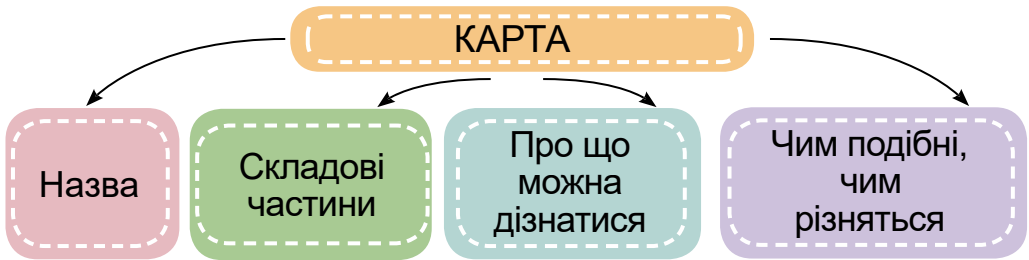 КАРТА
Назва
Складові
частини
Про що
можна
дізнатися
Чим подібні,
чим
різняться